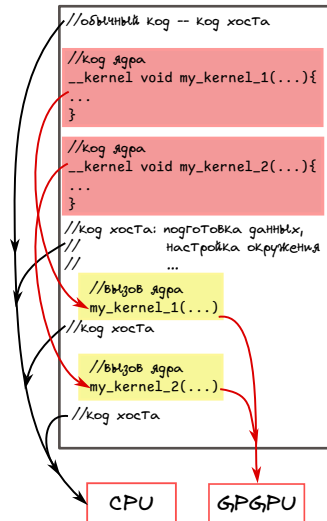 //обычный код -- код хоста
//код ядра
__kernel void my_kernel_1(...){
...
}
//код ядра
__kernel void my_kernel_2(...){
...
}
//код хоста: подготовка данных,
// настройка окружения
// ...
//вызов ядра
my_kernel_1(...)
//код хоста
//вызов ядра
my_kernel_2(...)
//код хоста
CPU GPGPU